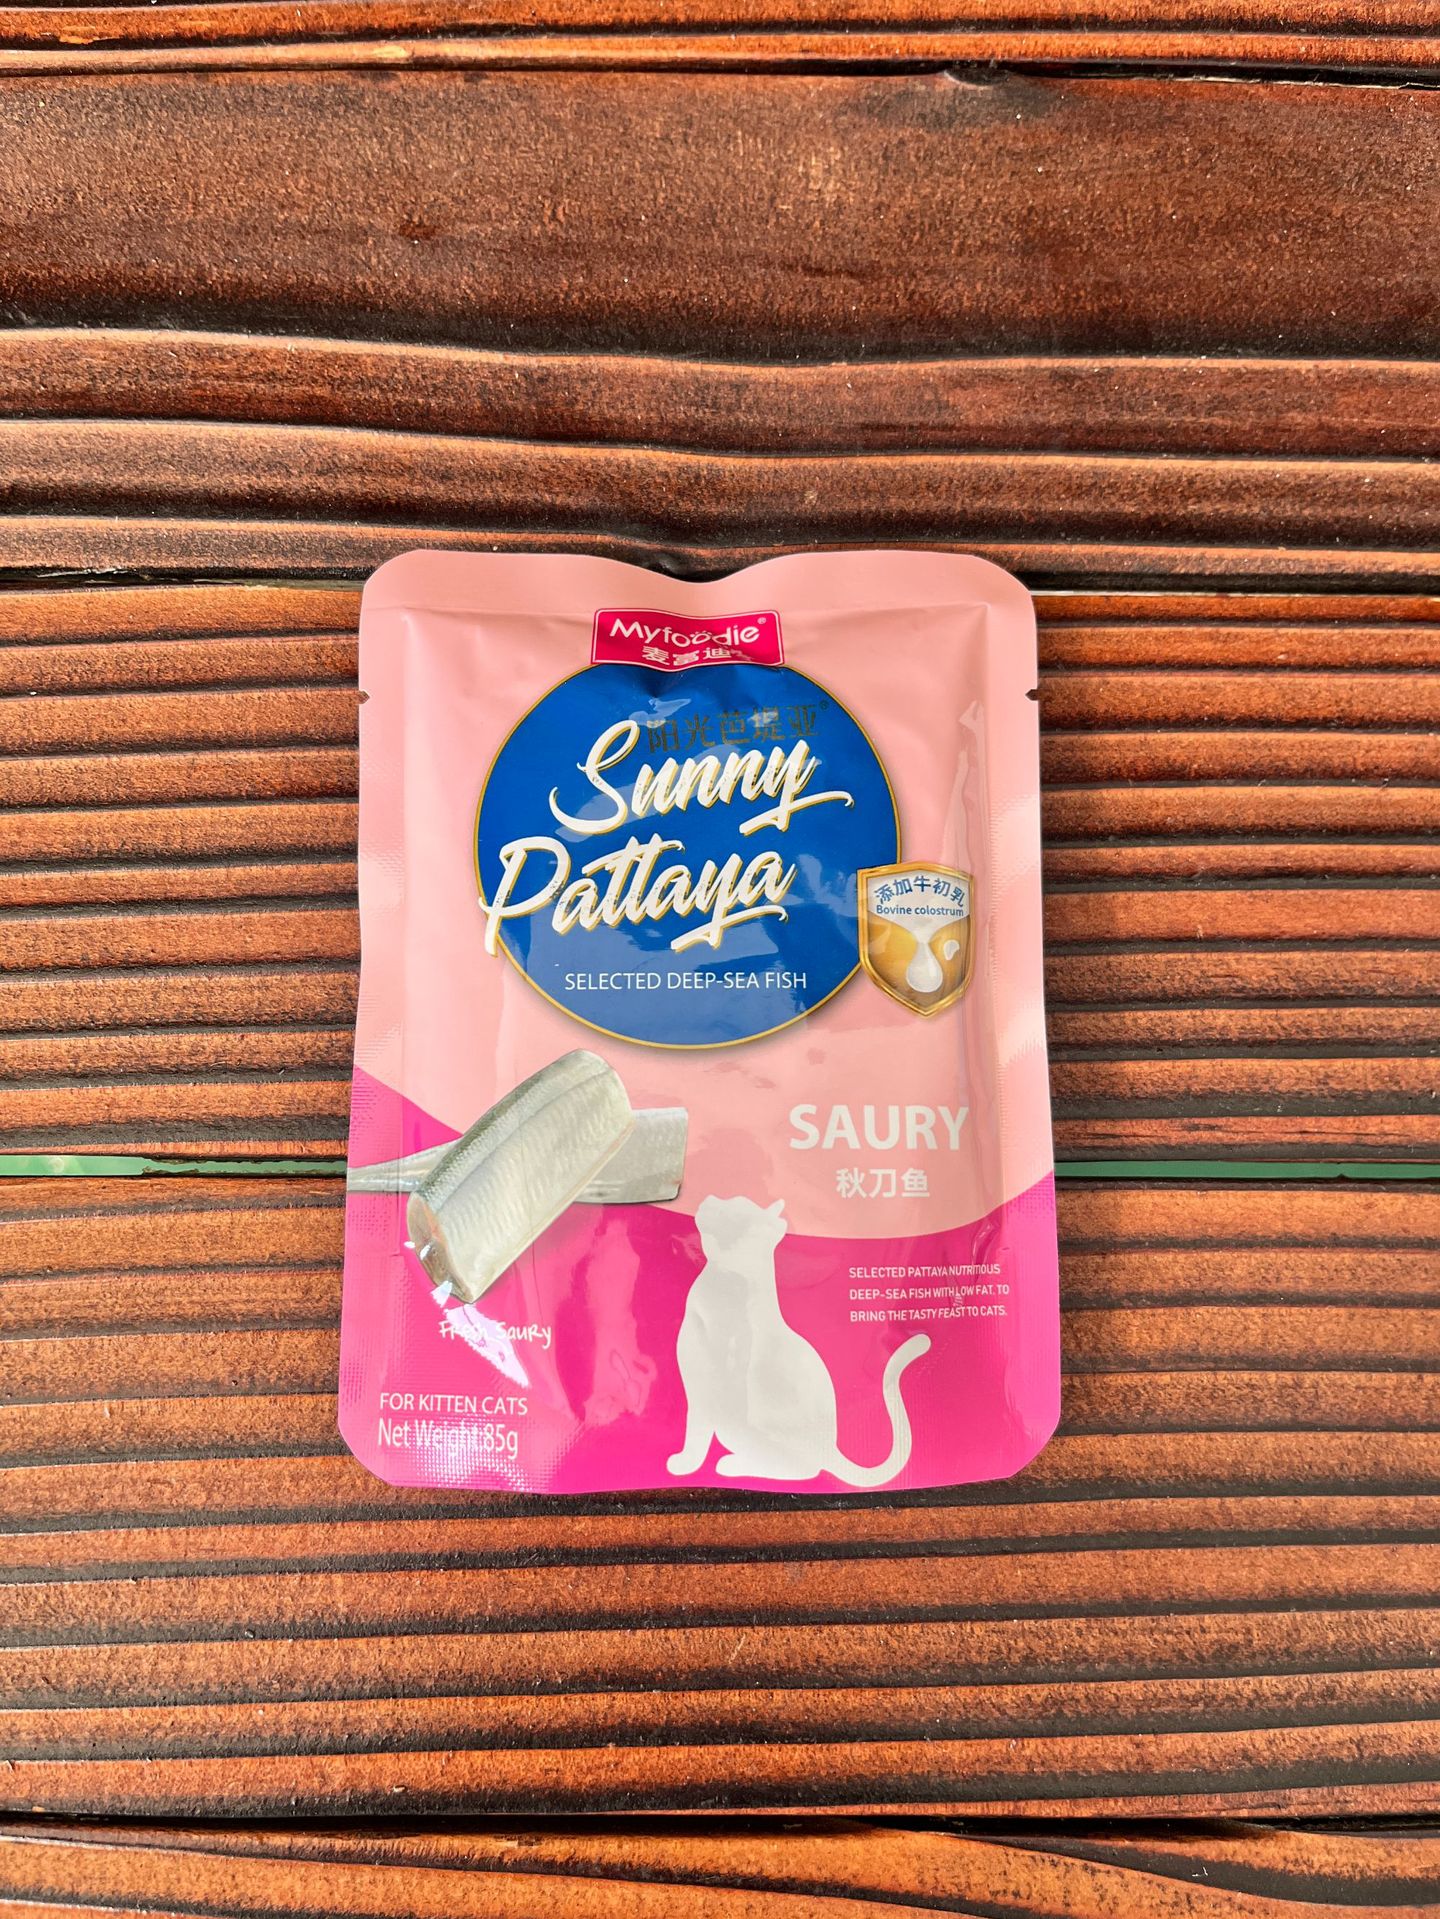 Myfoodie®
麦富迪
阳光芭堤亚®
Sunny
Pattaya
SELECTED DEEP-SEA FISH
添加牛初乳
Bovine colostrum
SAURY
秋刀鱼
SELECTED PATTAYA NUTRITIOUS
DEEP-SEA FISH WITH LOW FAT, TO
BRING THE TASTY FEAST TO CATS.
Fresh Saury
FOR KITTEN CATS
Net Weight:85g